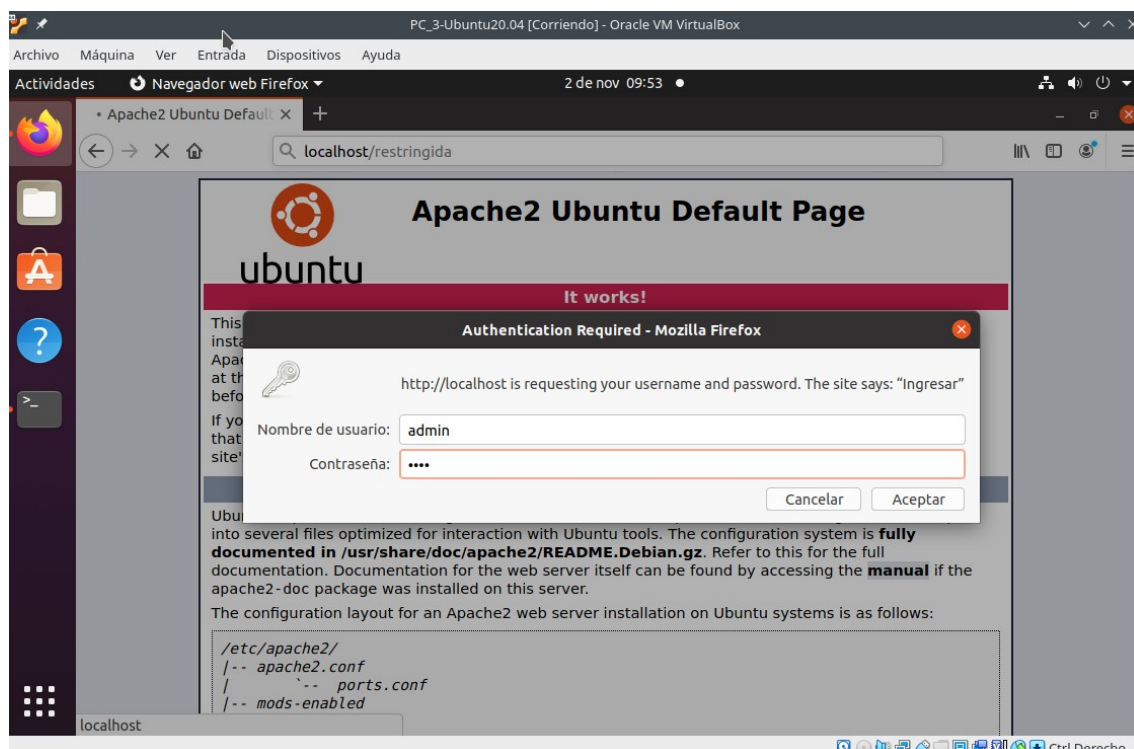 PC_3-Ubuntu20.04 [Corriendo] - Oracle VM VirtualBox
Archivo Máquina Ver Entrada Dispositivos Ayuda
Actividades Navegador web Firefox 2 de nov 09:53
• Apache2 Ubuntu Default
localhost/restringida
ubuntu
Apache2 Ubuntu Default Page
It works!
This
at th
If yo
that
site'
Authentication Required - Mozilla Firefox
http://localhost is requesting your username and password. The site says: “Ingresar”
Nombre de usuario: admin
Contraseña: ••••
Cancelar Aceptar
into several files optimized for interaction with Ubuntu tools. The configuration system is fully
documented in /usr/share/doc/apache2/README.Debian.gz. Refer to this for the full
documentation. Documentation for the web server itself can be found by accessing the manual if the
apache2-doc package was installed on this server.
The configuration layout for an Apache2 web server installation on Ubuntu systems is as follows:
/etc/apache2/
|-- apache2.conf
| `-- ports.conf
|-- mods-enabled
localhost
Ctrl Derecho